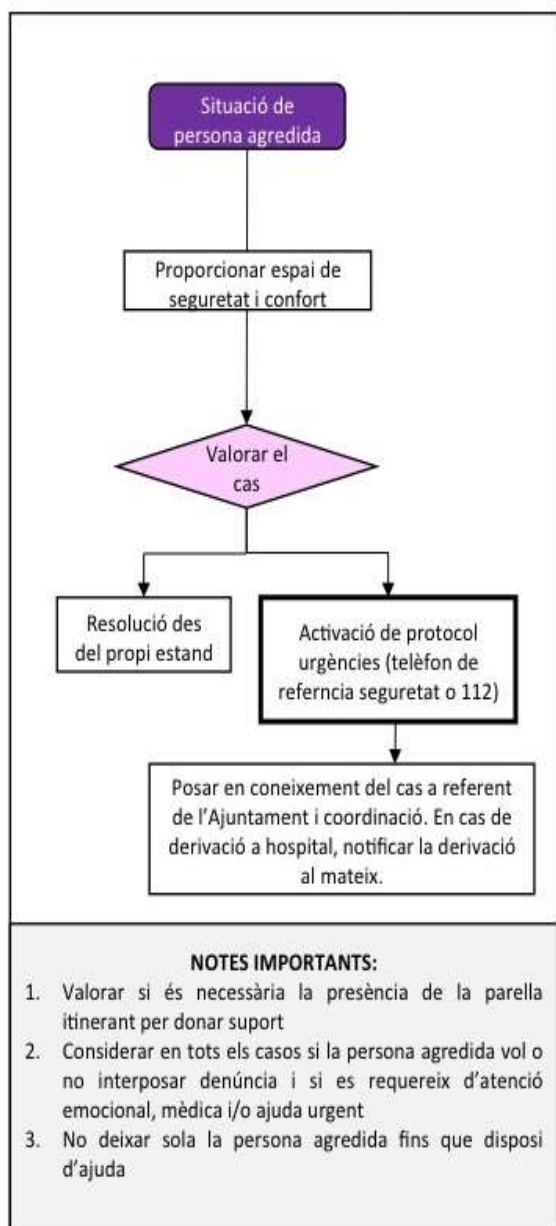 Situació de
persona agredida
Proporcionar espai de
seguretat i confort
Valorar el
cas
Resolució des
del propi estand
Activació de protocol
urgències (telèfon de
referncia seguretat o 112)
Posar en coneixement del cas a referent
de l'Ajuntament i coordinació. En cas de
derivació a hospital, notificar la derivació
al mateix.
NOTES IMPORTANTS:
1. Valorar si és necessària la presència de la parella
itinerant per donar suport
2. Considerar en tots els casos si la persona agredida vol o
no interposar denúncia i si es requereix d'atenció
emocional, mèdica i/o ajuda urgent
3. No deixar sola la persona agredida fins que disposi
d'ajuda